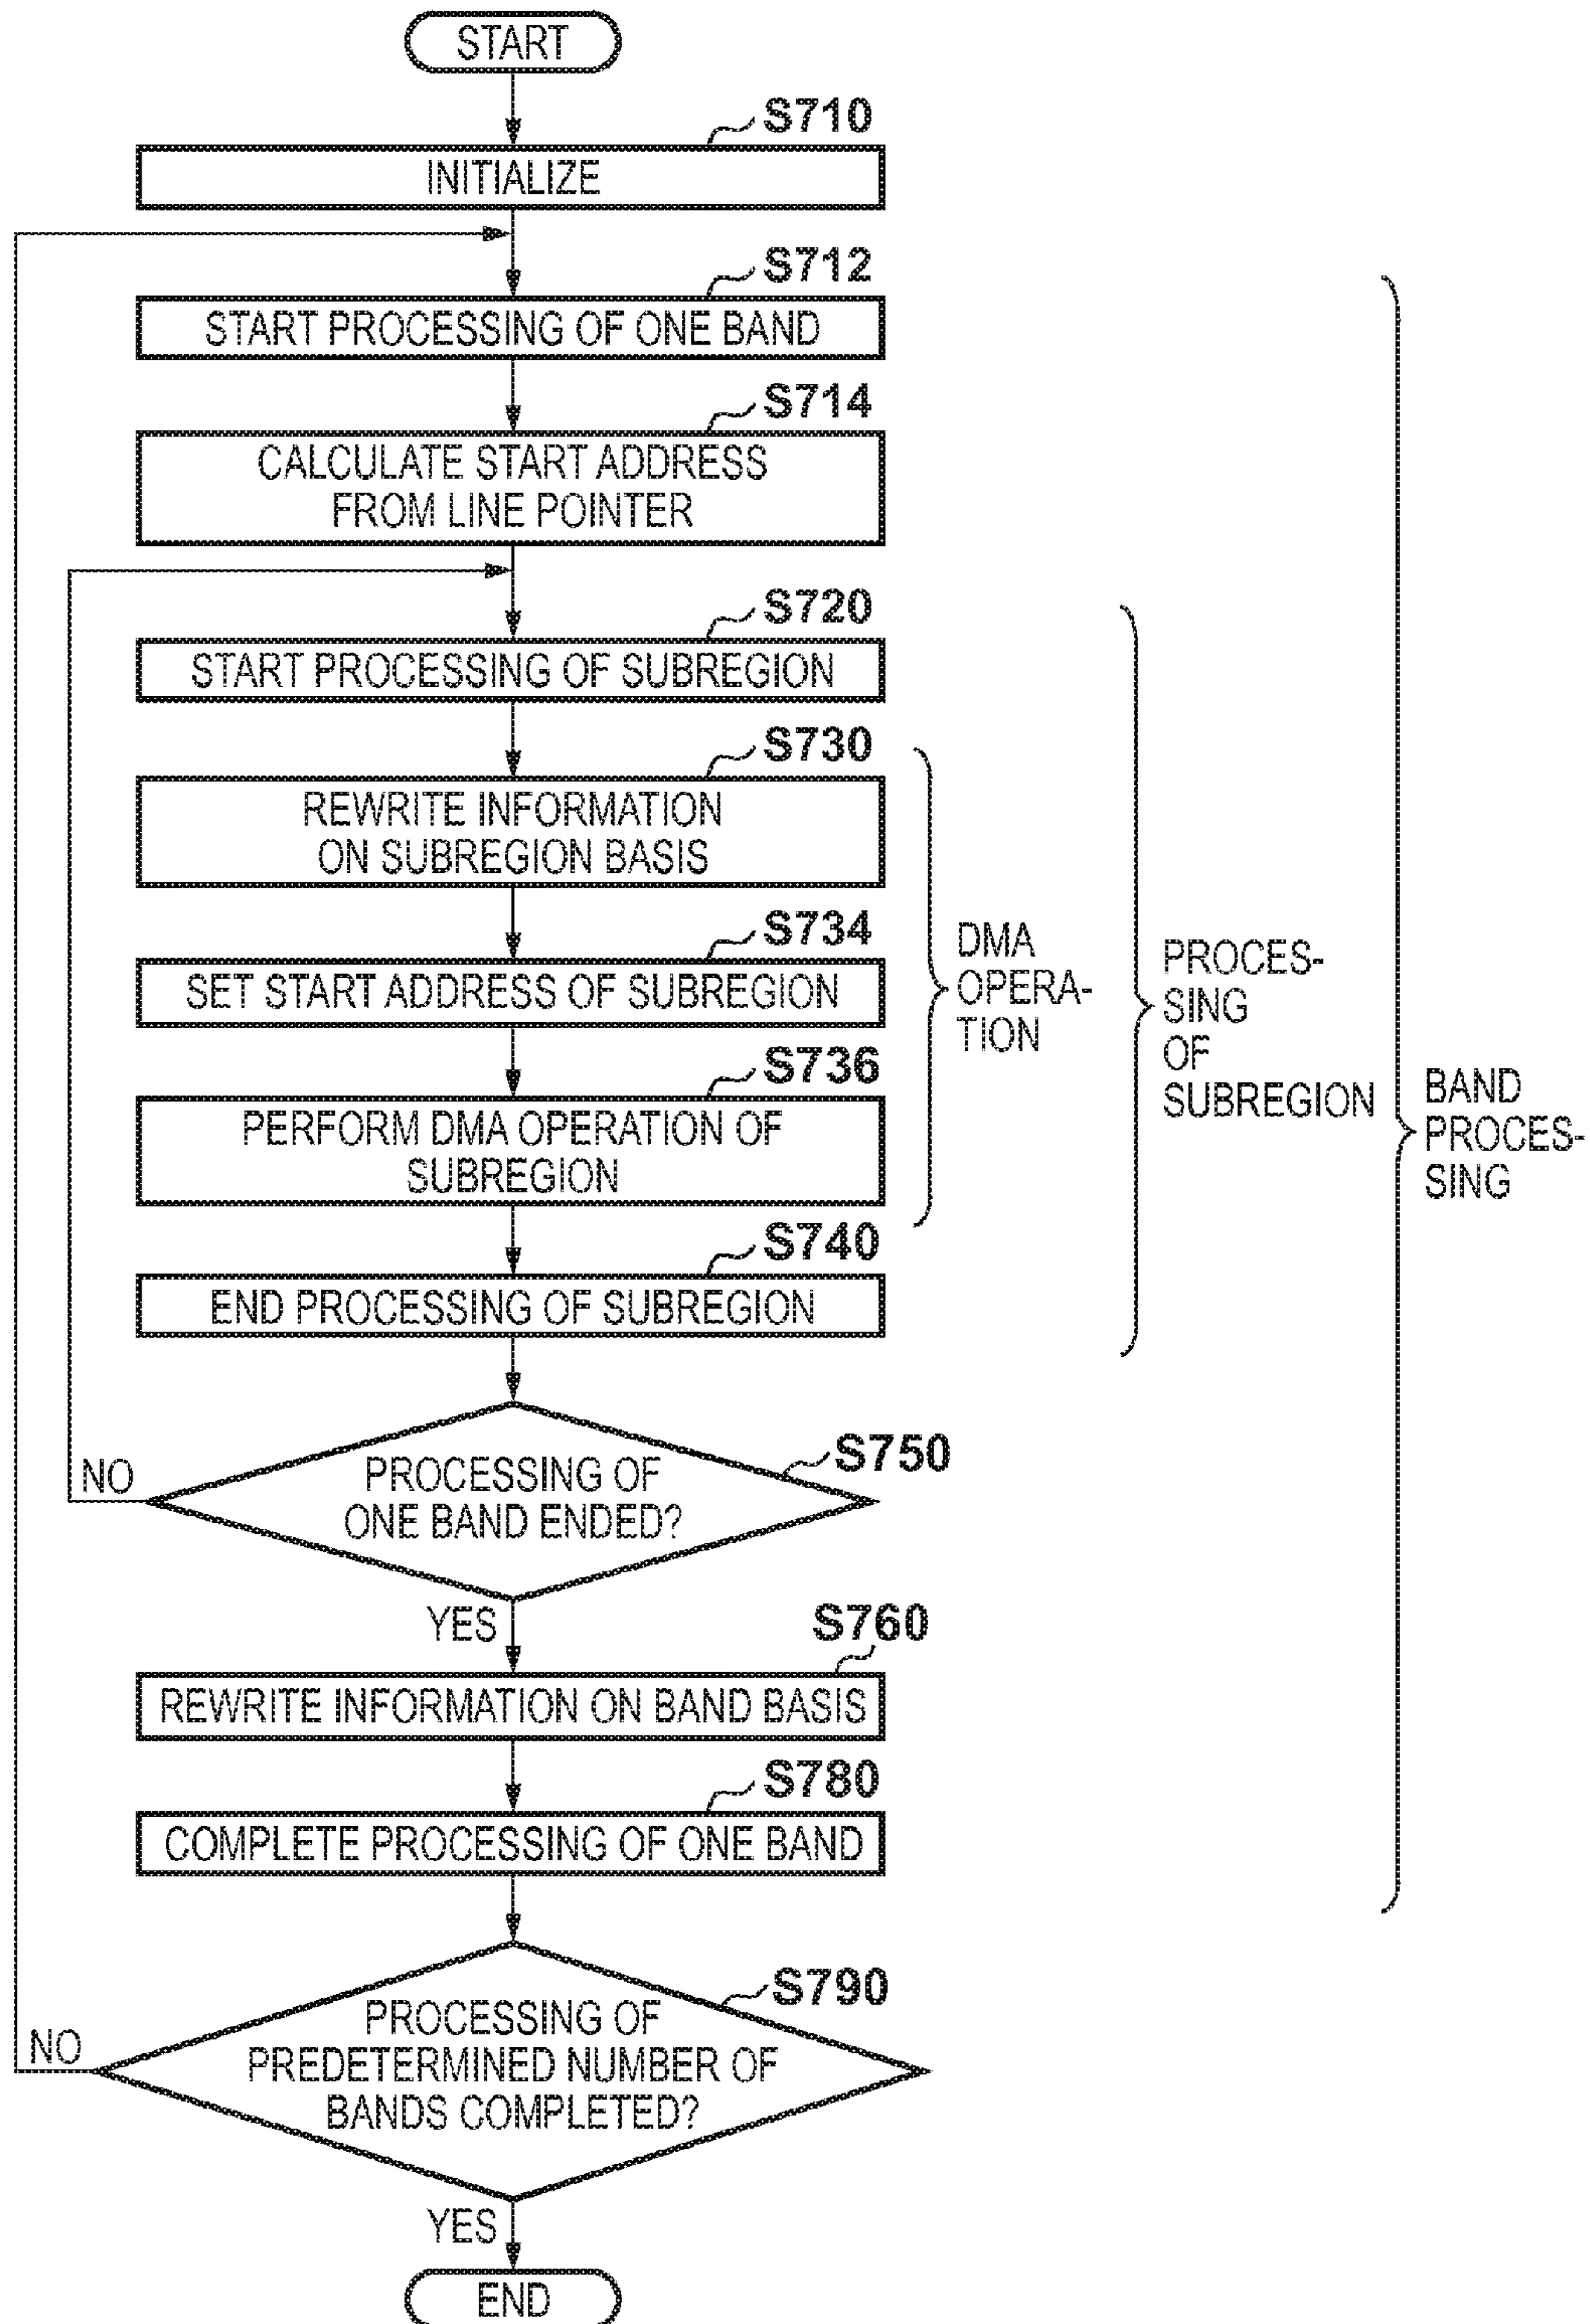 START
S710
INITIALIZE
S712
START PROCESSING OF ONE BAND
S714
CALCULATE START ADDRESS
FROM LINE POINTER
S720
START PROCESSING OF SUBREGION
S730
REWRITE INFORMATION
ON SUBREGION BASIS
S734
SET START ADDRESS OF SUBREGION
S736
PERFORM DMA OPERATION OF
SUBREGION
S740
END PROCESSING OF SUBREGION
DMA
OPERA-
TION
PROCES-
SING
OF
SUBREGION
BAND
PROCES-
SING
S750
PROCESSING OF
ONE BAND ENDED?
NO
YES
S760
REWRITE INFORMATION ON BAND BASIS
S780
COMPLETE PROCESSING OF ONE BAND
S790
PROCESSING OF
PREDETERMINED NUMBER OF
BANDS COMPLETED?
NO
YES
END